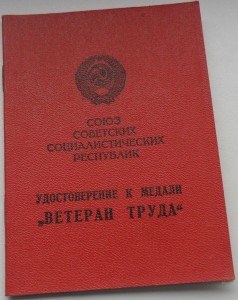 СОЮЗ
СОВЕТСКИХ
СОЦИАЛИСТИЧЕСКИХ
РЕСПУБЛИК
УДОСТОВЕРЕНИЕ К МЕДАЛИ
„ВЕТЕРАН ТРУДА“